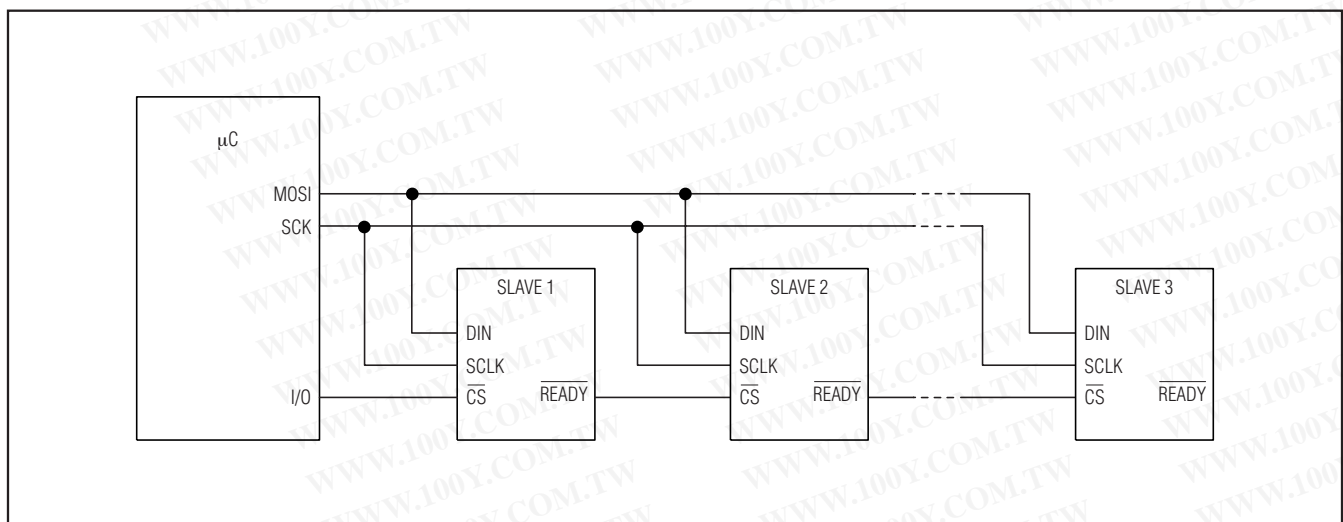 µC
MOSI
SCK
I/O
SLAVE 1
DIN
SCLK
CS
READY
SLAVE 2
DIN
SCLK
CS
READY
SLAVE 3
DIN
SCLK
CS
READY
WWW.100Y.COM.TW